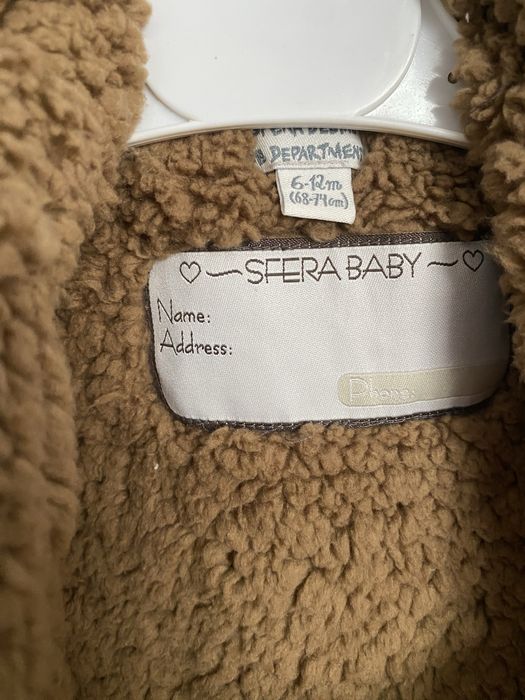 DEPARTMENT
6-12m
(68-74cm)
♡~SFERA BABY~♡
Name:
Address:
Phone: